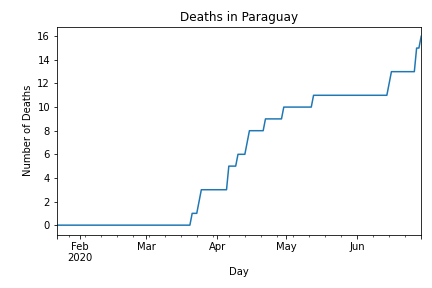 Deaths in Paraguay
16
14
12
10
8
6
4
2
0
Number of Deaths
Feb
2020
Mar
Apr
May
Jun
Day